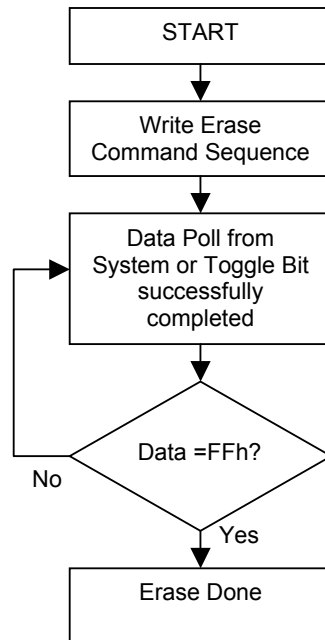 START
Write Erase
Command Sequence
Data Poll from
System or Toggle Bit
successfully
completed
Data =FFh?
No
Yes
Erase Done